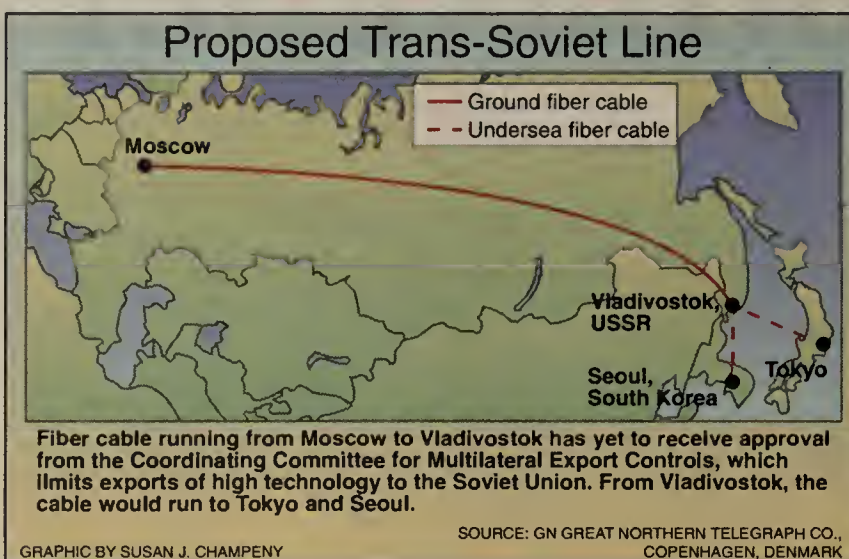 Proposed Trans-Soviet Line
Ground fiber cable
Undersea fiber cable
Moscow
Vladivostok,
USSR
Tokyo
Seoul,
South Korea
Fiber cable running from Moscow to Vladivostok has yet to receive approval
from the Coordinating Committee for Multilateral Export Controls, which
limits exports of high technology to the Soviet Union. From Vladivostok, the
cable would run to Tokyo and Seoul.
GRAPHIC BY SUSAN J. CHAMPENY
SOURCE: GN GREAT NORTHERN TELEGRAPH CO.,
COPENHAGEN, DENMARK